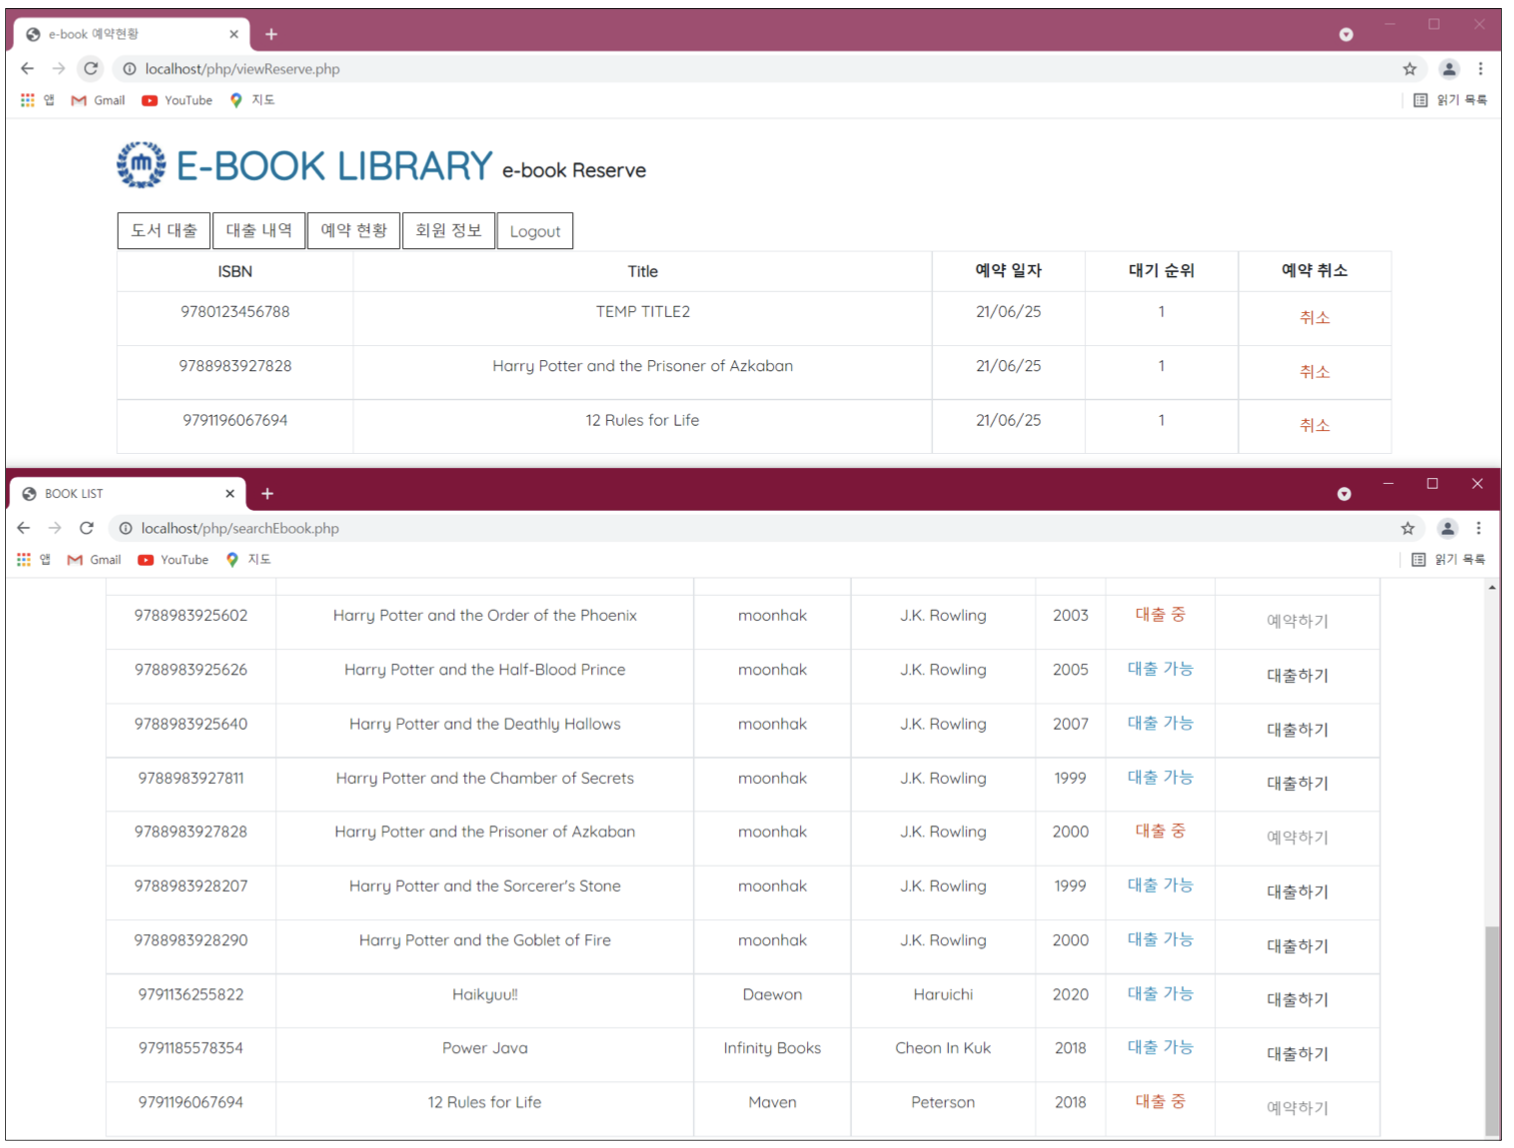 e-book 예약현황
localhost/php/viewReserve.php
앱 Gmail YouTube 지도 읽기 목록
E-BOOK LIBRARY e-book Reserve
도서 대출 대출 내역 예약 현황 회원 정보 Logout
ISBN Title 예약 일자 대기 순위 예약 취소
9780123456788 TEMP TITLE2 21/06/25 1 취소
9788983927828 Harry Potter and the Prisoner of Azkaban 21/06/25 1 취소
9791196067694 12 Rules for Life 21/06/25 1 취소
BOOK LIST
localhost/php/searchEbook.php
앱 Gmail YouTube 지도 읽기 목록
9788983925602 Harry Potter and the Order of the Phoenix moonhak J.K. Rowling 2003 대출 중 예약하기
9788983925626 Harry Potter and the Half-Blood Prince moonhak J.K. Rowling 2005 대출 가능 대출하기
9788983925640 Harry Potter and the Deathly Hallows moonhak J.K. Rowling 2007 대출 가능 대출하기
9788983927811 Harry Potter and the Chamber of Secrets moonhak J.K. Rowling 1999 대출 가능 대출하기
9788983927828 Harry Potter and the Prisoner of Azkaban moonhak J.K. Rowling 2000 대출 중 예약하기
9788983928207 Harry Potter and the Sorcerer's Stone moonhak J.K. Rowling 1999 대출 가능 대출하기
9788983928290 Harry Potter and the Goblet of Fire moonhak J.K. Rowling 2000 대출 가능 대출하기
9791136255822 Haikyuu!! Daewon Haruichi 2020 대출 가능 대출하기
9791185578354 Power Java Infinity Books Cheon In Kuk 2018 대출 가능 대출하기
9791196067694 12 Rules for Life Maven Peterson 2018 대출 중 예약하기